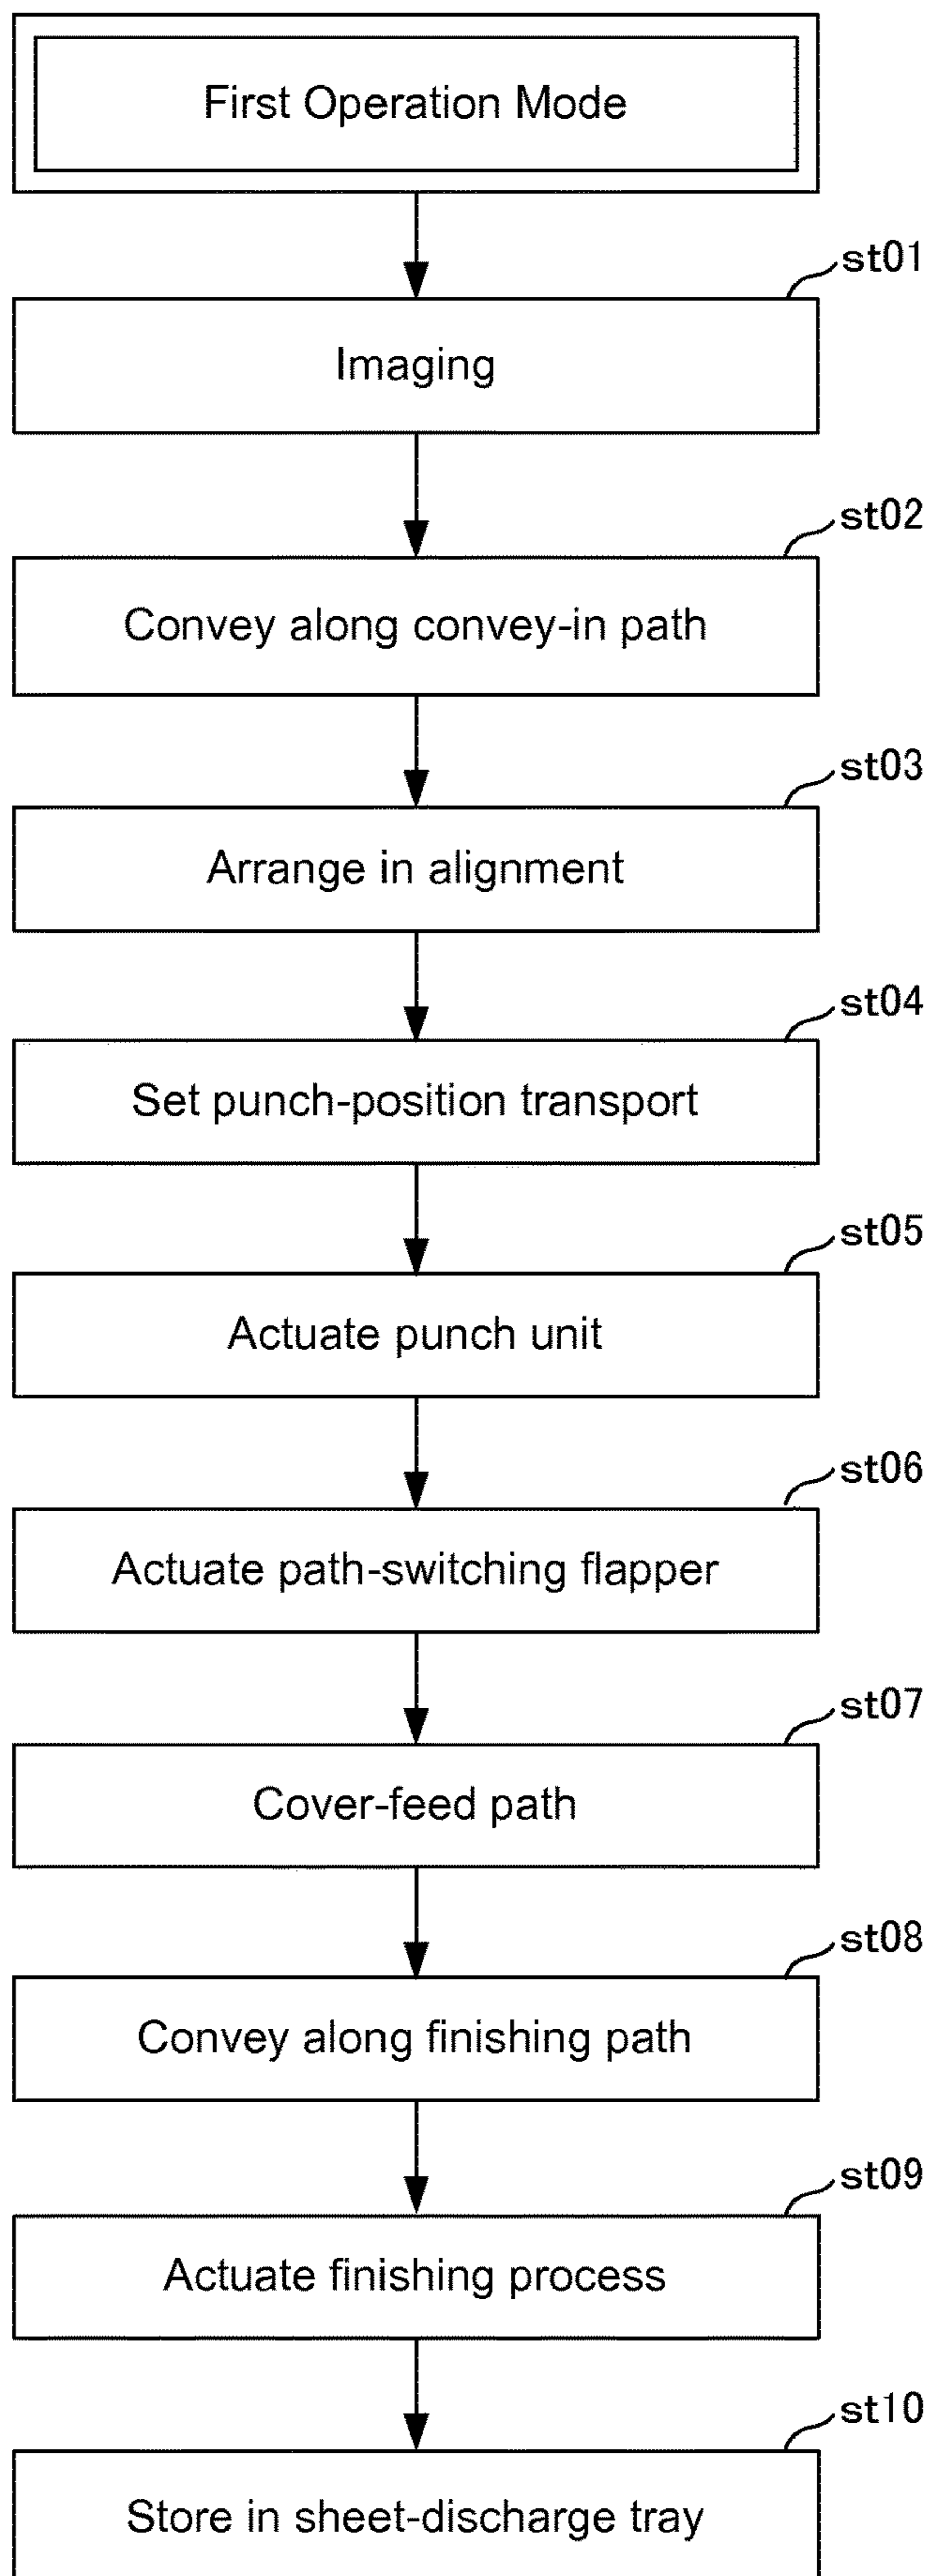 First Operation Mode
st01
Imaging
st02
Convey along convey-in path
st03
Arrange in alignment
st04
Set punch-position transport
st05
Actuate punch unit
st06
Actuate path-switching flapper
st07
Cover-feed path
st08
Convey along finishing path
st09
Actuate finishing process
st10
Store in sheet-discharge tray